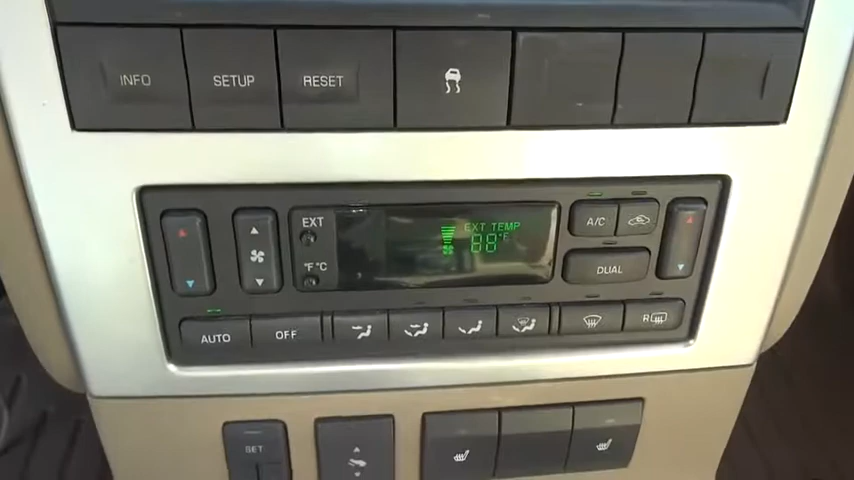 INFO SETUP RESET
EXT
°F °C
EXT TEMP
88°F
A/C
DUAL
AUTO OFF R
SET